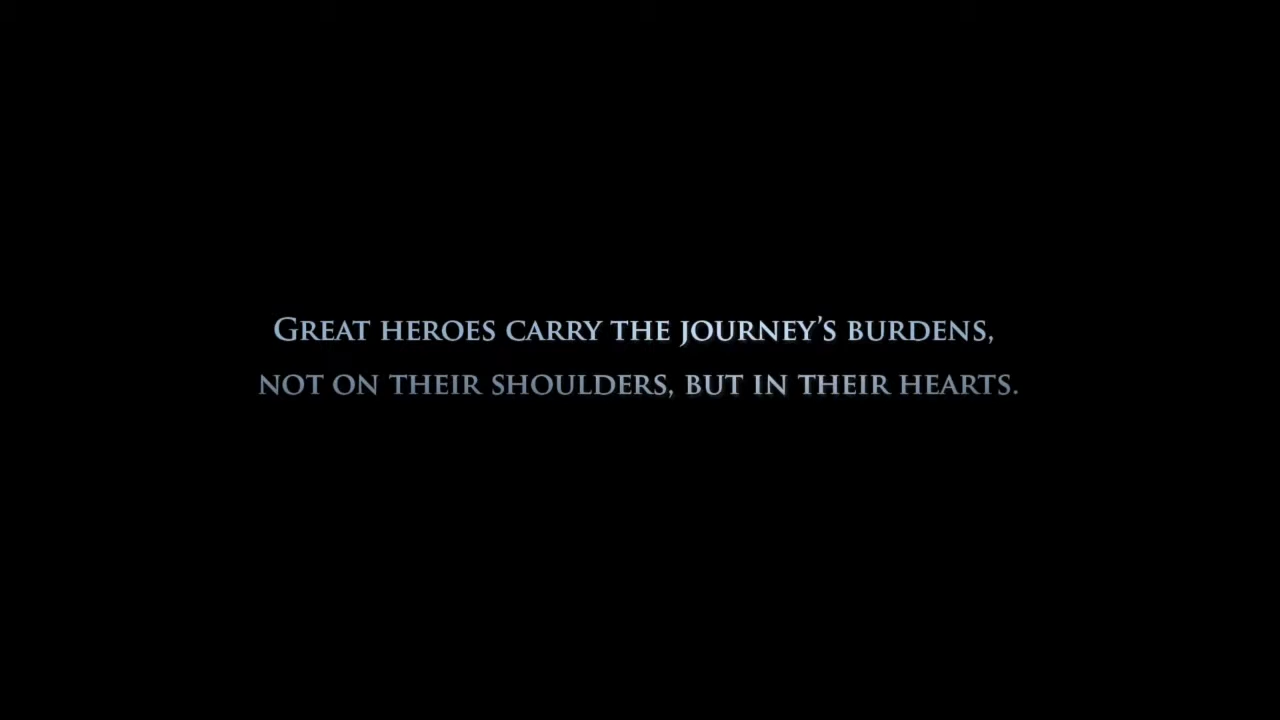 Great heroes carry the journey’s burdens,
not on their shoulders, but in their hearts.